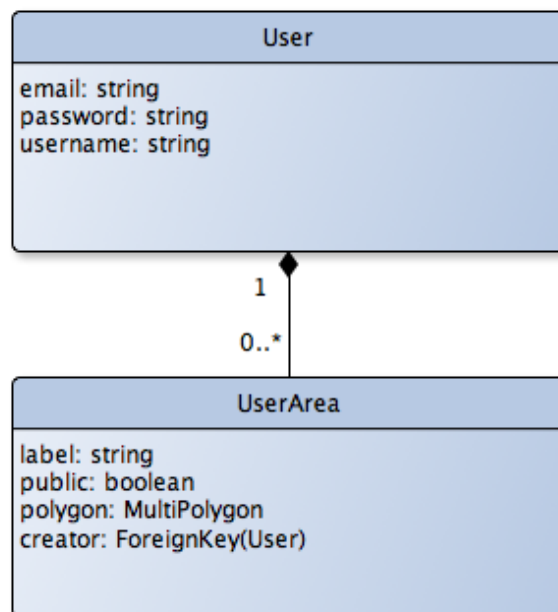 User
email: string
password: string
username: string
1
0..*
UserArea
label: string
public: boolean
polygon: MultiPolygon
creator: ForeignKey(User)